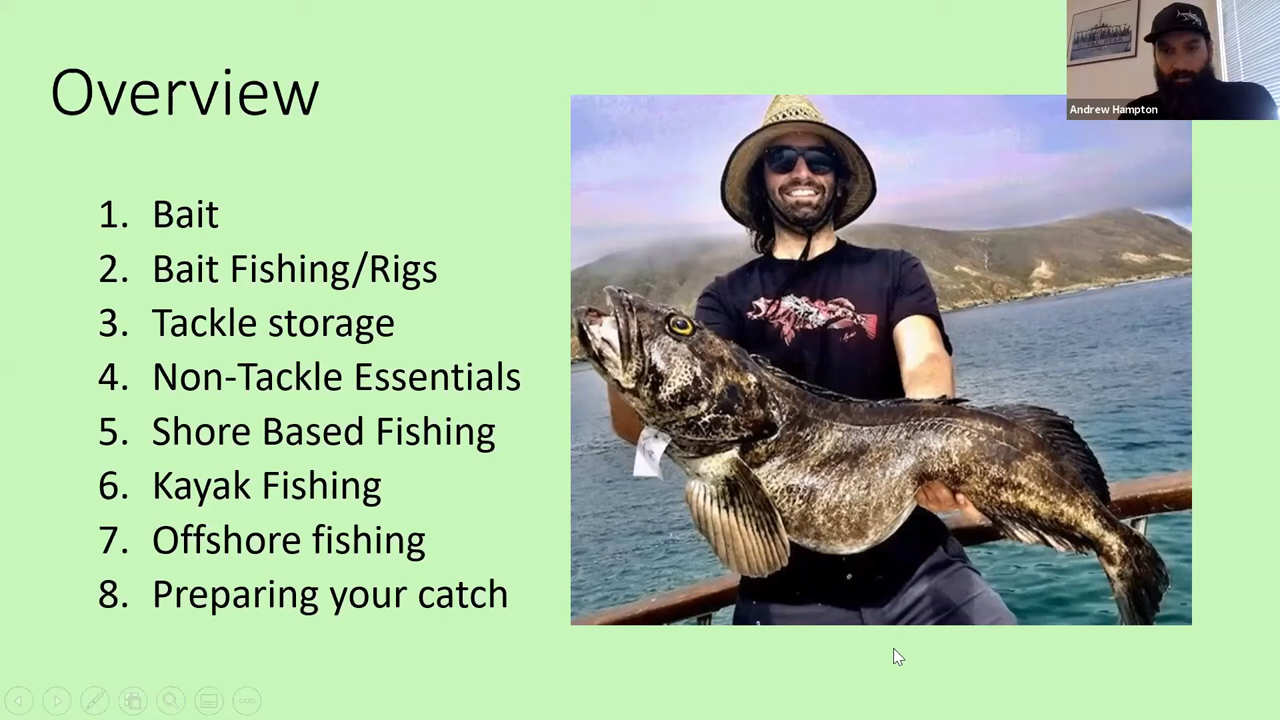 Overview
1. Bait
2. Bait Fishing/Rigs
3. Tackle storage
4. Non-Tackle Essentials
5. Shore Based Fishing
6. Kayak Fishing
7. Offshore fishing
8. Preparing your catch
Andrew Hampton